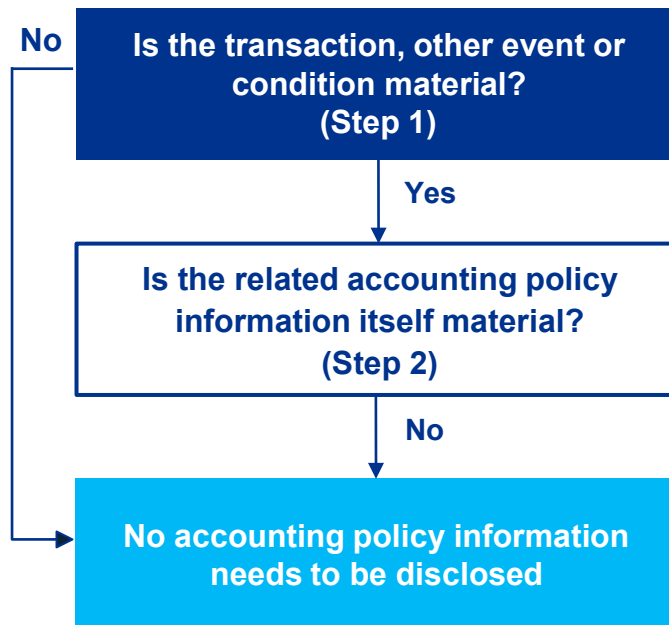 No
Is the transaction, other event or
condition material?
(Step 1)
Yes
Is the related accounting policy
information itself material?
(Step 2)
No
No accounting policy information
needs to be disclosed